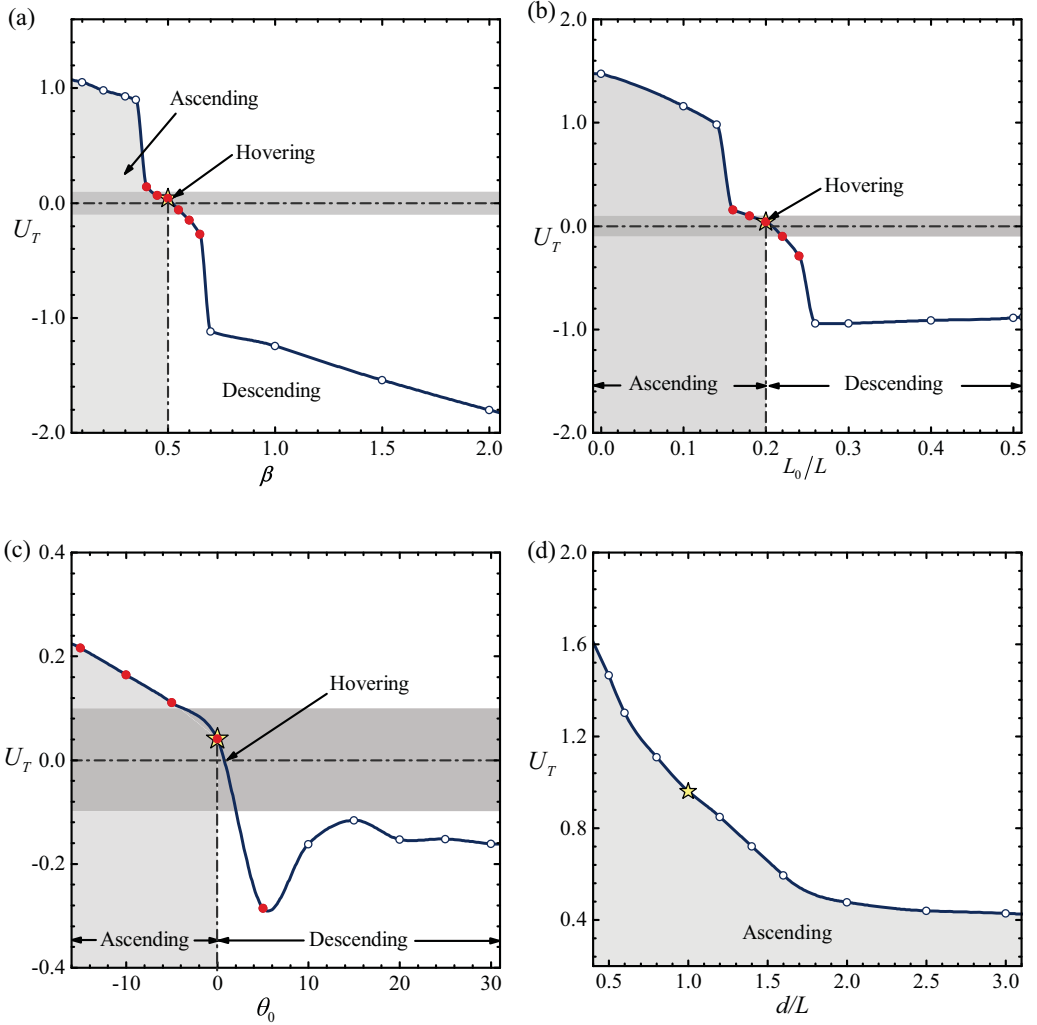 (a)
1.0
0.0
-1.0
-2.0
U_T
Ascending
Hovering
Descending
0.5 1.0 1.5 2.0
β
(b)
2.0
1.0
0.0
-1.0
-2.0
U_T
Hovering
Ascending Descending
0.0 0.1 0.2 0.3 0.4 0.5
L₀/L
(c)
0.4
0.2
0.0
-0.2
-0.4
U_T
Hovering
Ascending Descending
-10 0 10 20 30
θ₀
(d)
2.0
1.6
1.2
0.8
0.4
U_T
Ascending
0.5 1.0 1.5 2.0 2.5 3.0
d/L